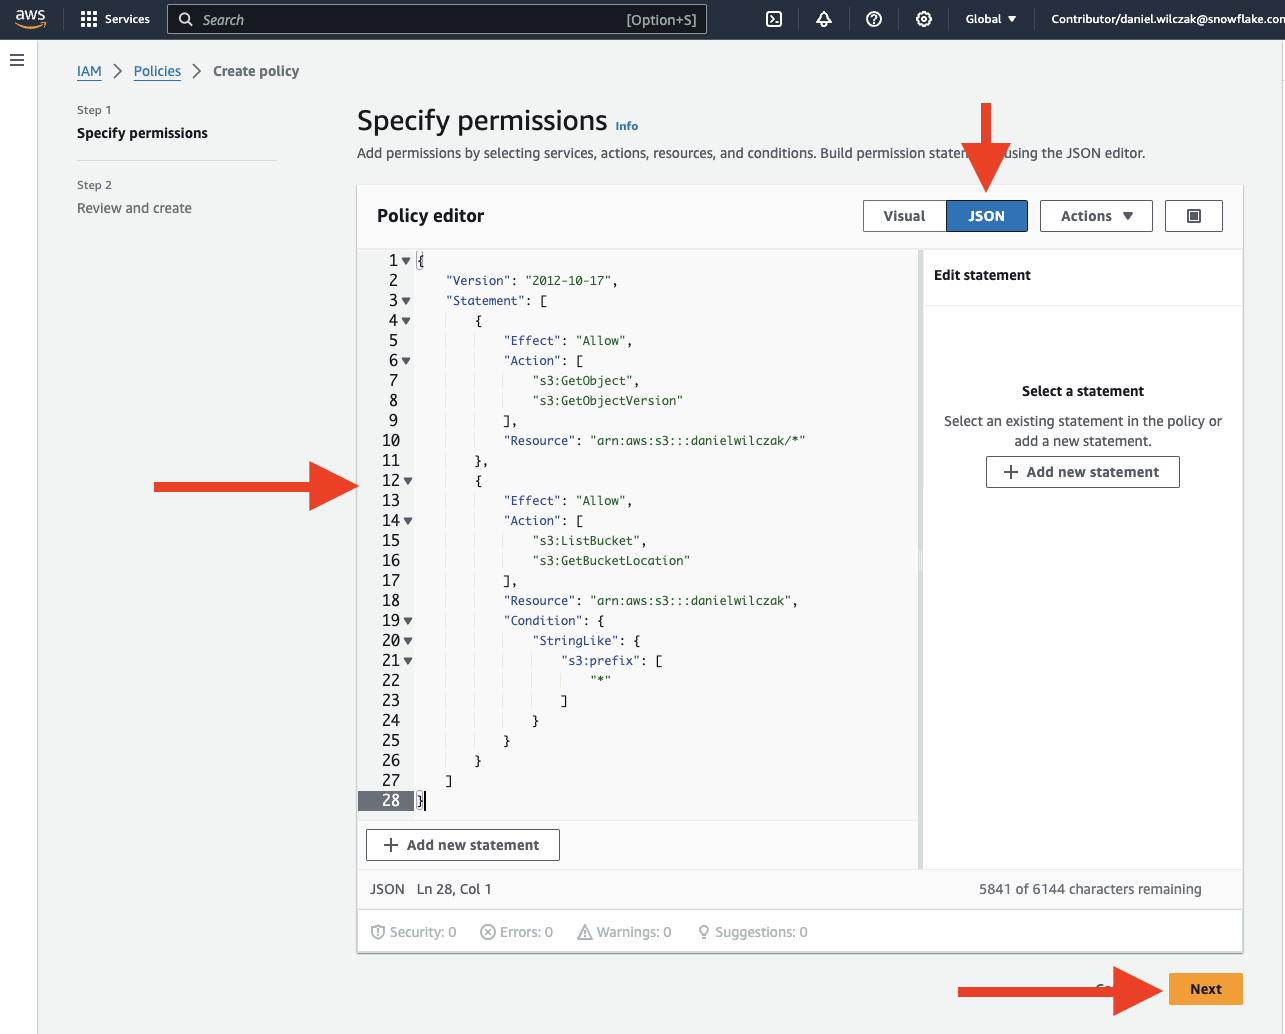 aws Services Search [Option+S] Global Contributor/daniel.wilczak@snowflake.con
IAM Policies Create policy
Step 1
Specify permissions
Step 2
Review and create
Specify permissions Info
Add permissions by selecting services, actions, resources, and conditions. Build permission using the JSON editor.
Policy editor
Visual JSON Actions
1 {
2 "Version": "2012-10-17",
3 "Statement": [
4 {
5 "Effect": "Allow",
6 "Action": [
7 "s3:GetObject",
8 "s3:GetObjectVersion"
9 ],
10 "Resource": "arn:aws:s3:::danielwilczak/*"
11 },
12 {
13 "Effect": "Allow",
14 "Action": [
15 "s3:ListBucket",
16 "s3:GetBucketLocation"
17 ],
18 "Resource": "arn:aws:s3:::danielwilczak",
19 "Condition": {
20 "StringLike": {
21 "s3:prefix": [
22 "*"
23 ]
24 }
25 }
26 }
27 ]
28 }
Add new statement
Edit statement
Select a statement
Select an existing statement in the policy or
add a new statement.
Add new statement
JSON Ln 28, Col 1 5841 of 6144 characters remaining
Security: 0 Errors: 0 Warnings: 0 Suggestions: 0
Next